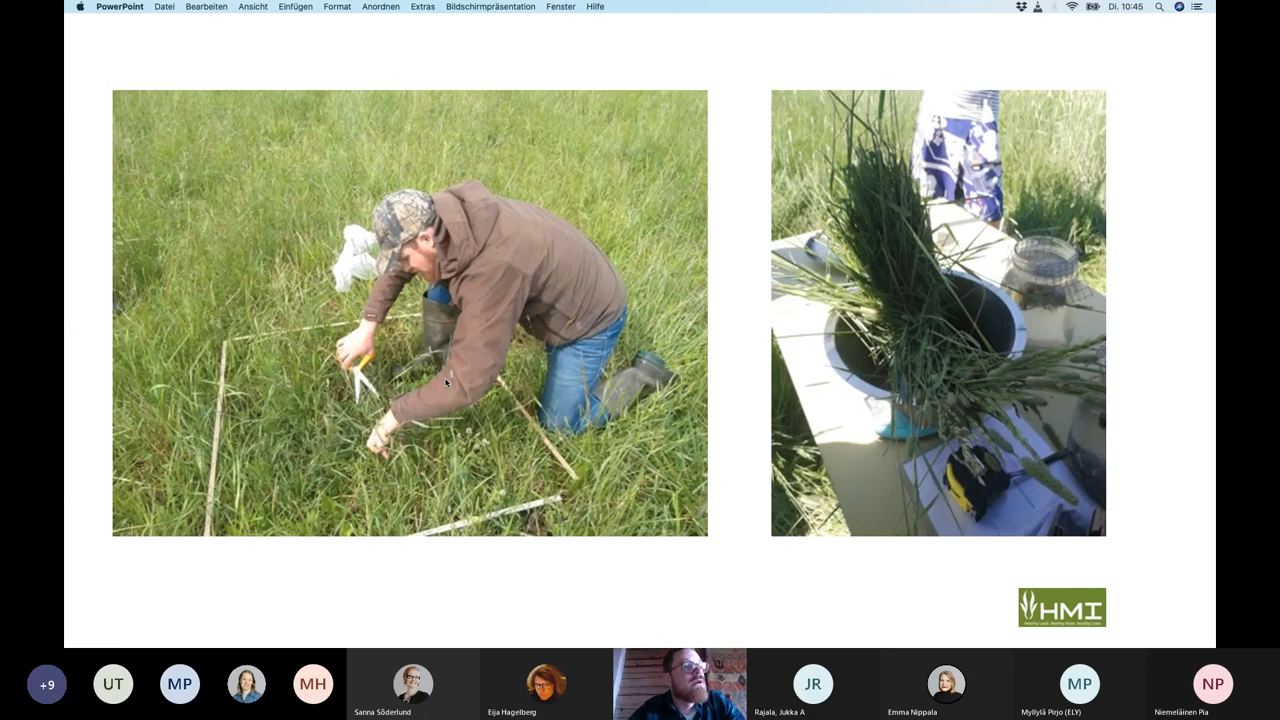 PowerPoint Datei Bearbeiten Ansicht Einfügen Format Anordnen Extras Bildschirmpräsentation Fenster Hilfe Di. 10:45
HMI
Healthy Land. Healthy Food. Healthy Lives.
+9 UT MP MH JR MP NP
Sanna Söderlund Eija Hagelberg Rajala, Jukka A Emma Nippala Myllylä Pirjo (ELY) Niemeläinen Pia